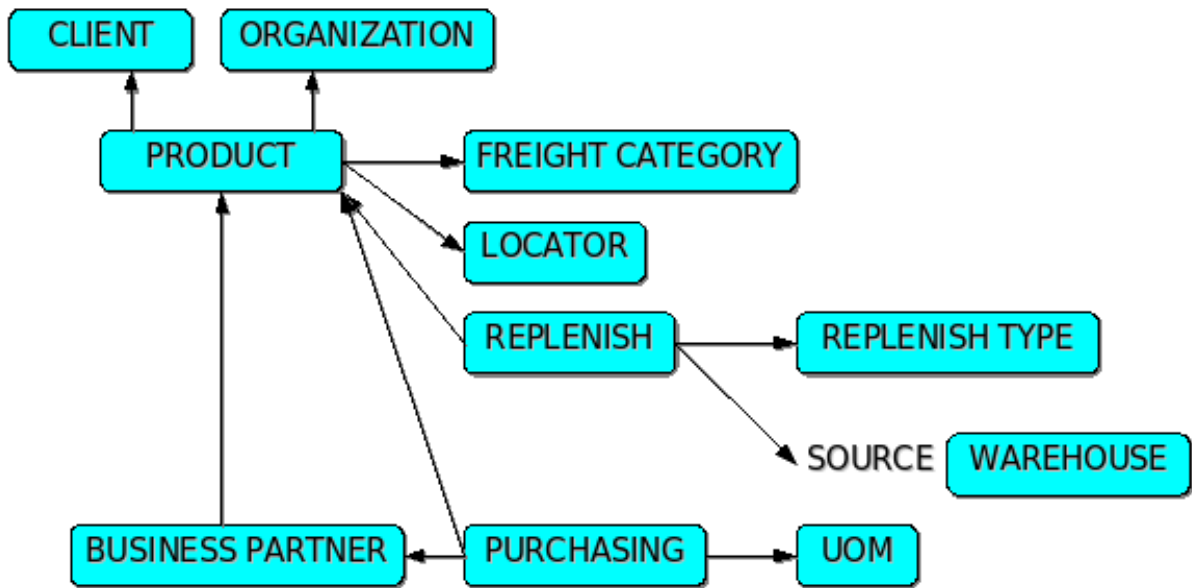 CLIENT
ORGANIZATION
PRODUCT
FREIGHT CATEGORY
LOCATOR
REPLENISH
REPLENISH TYPE
SOURCE WAREHOUSE
BUSINESS PARTNER
PURCHASING
UOM